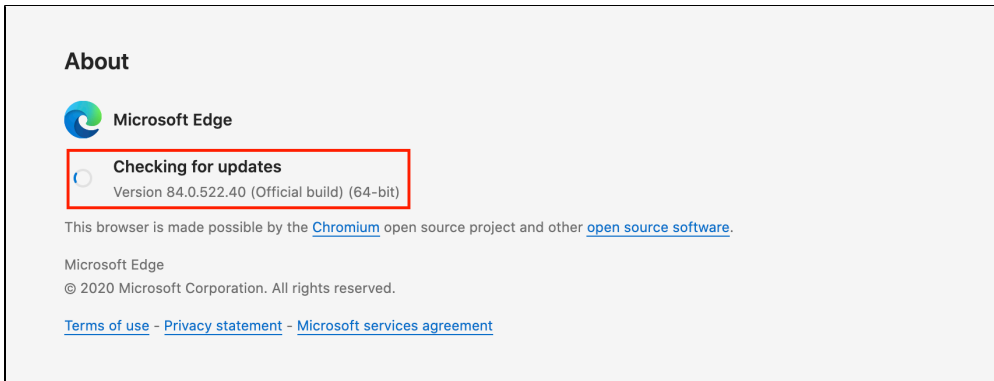 About
Microsoft Edge
Checking for updates
Version 84.0.522.40 (Official build) (64-bit)
This browser is made possible by the Chromium open source project and other open source software.
Microsoft Edge
© 2020 Microsoft Corporation. All rights reserved.
Terms of use - Privacy statement - Microsoft services agreement